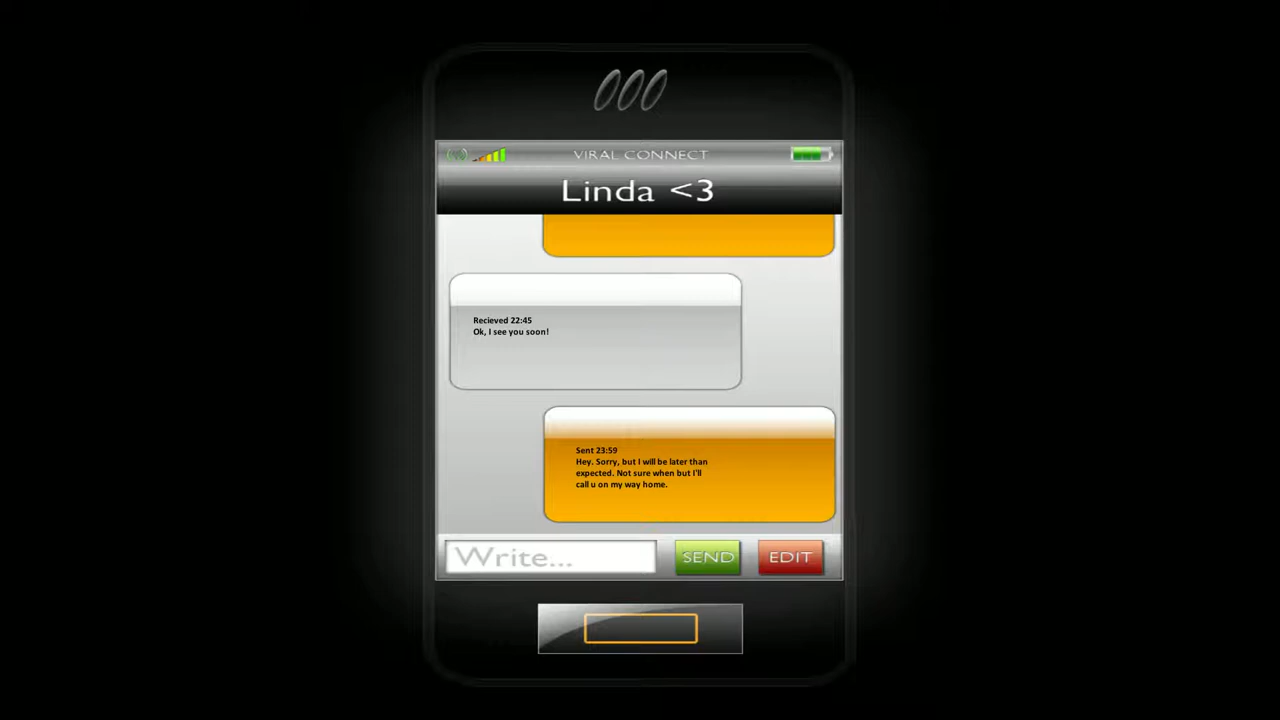 VIRAL CONNECT
Linda <3
Recieved 22:45
Ok, I see you soon!
Sent 23:59
Hey. Sorry, but I will be later than
expected. Not sure when but I'll
call u on my way home.
Write...
SEND
EDIT